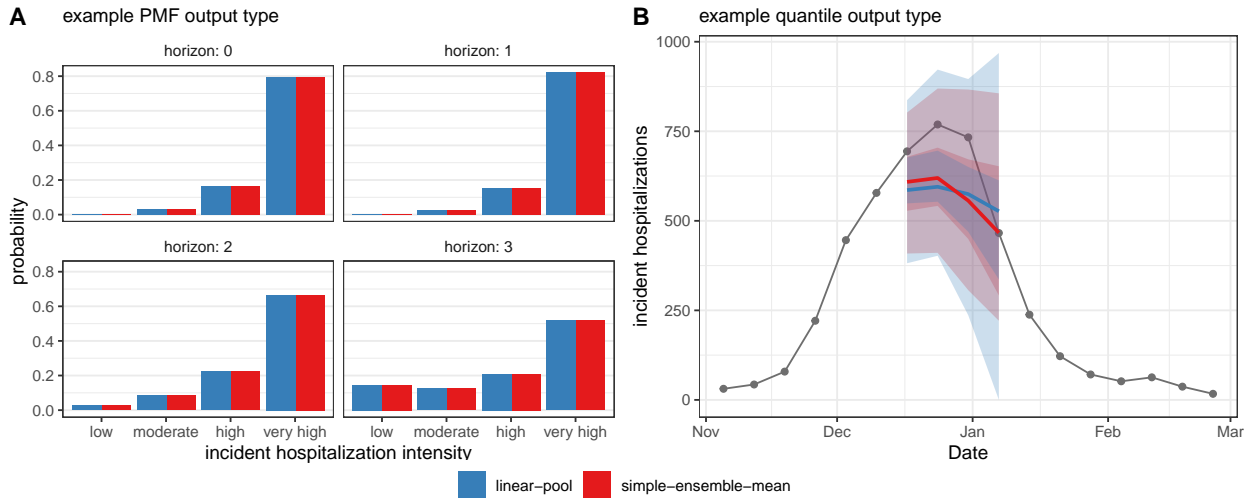 A example PMF output type
horizon: 0 horizon: 1
0.8
0.6
0.4
0.2
0.0
horizon: 2 horizon: 3
0.8
0.6
0.4
0.2
0.0
probability
low moderate high very high low moderate high very high
incident hospitalization intensity
B example quantile output type
1000
750
500
250
0
incident hospitalizations
Nov Dec Jan Feb Mar
Date
linear−pool simple−ensemble−mean